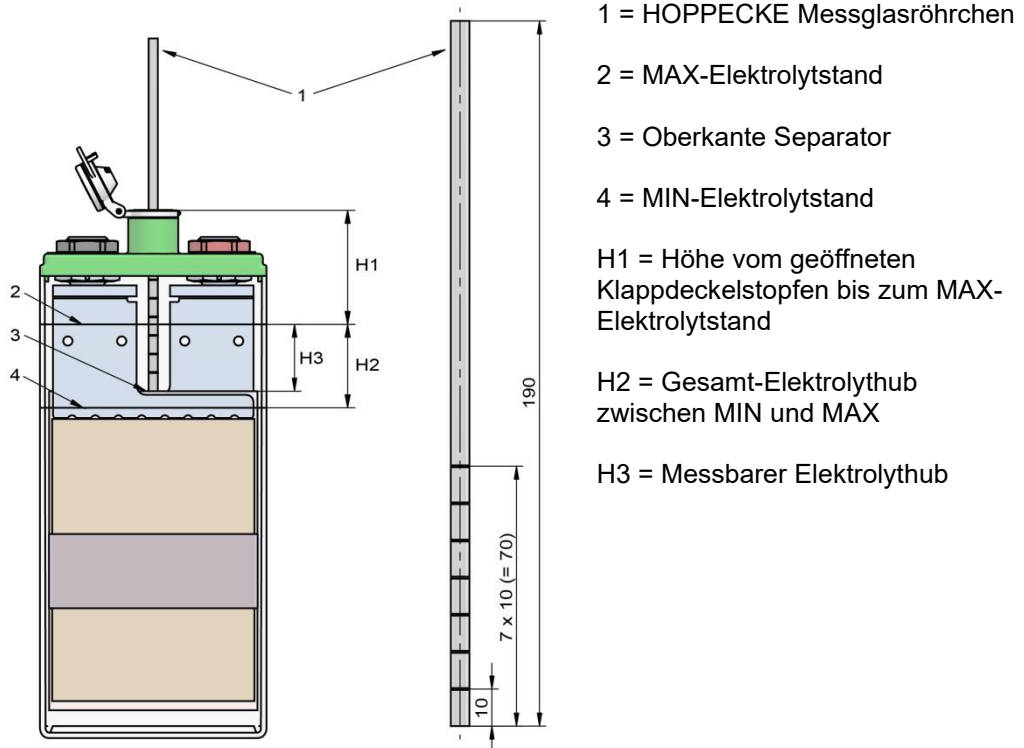 1
H1
2
3
H3
H2
4
190
7 x 10 (= 70)
10
1 = HOPPECKE Messglasröhrchen
2 = MAX-Elektrolytstand
3 = Oberkante Separator
4 = MIN-Elektrolytstand
H1 = Höhe vom geöffneten
Klappdeckelstopfen bis zum MAX-
Elektrolytstand
H2 = Gesamt-Elektrolythub
zwischen MIN und MAX
H3 = Messbarer Elektrolythub